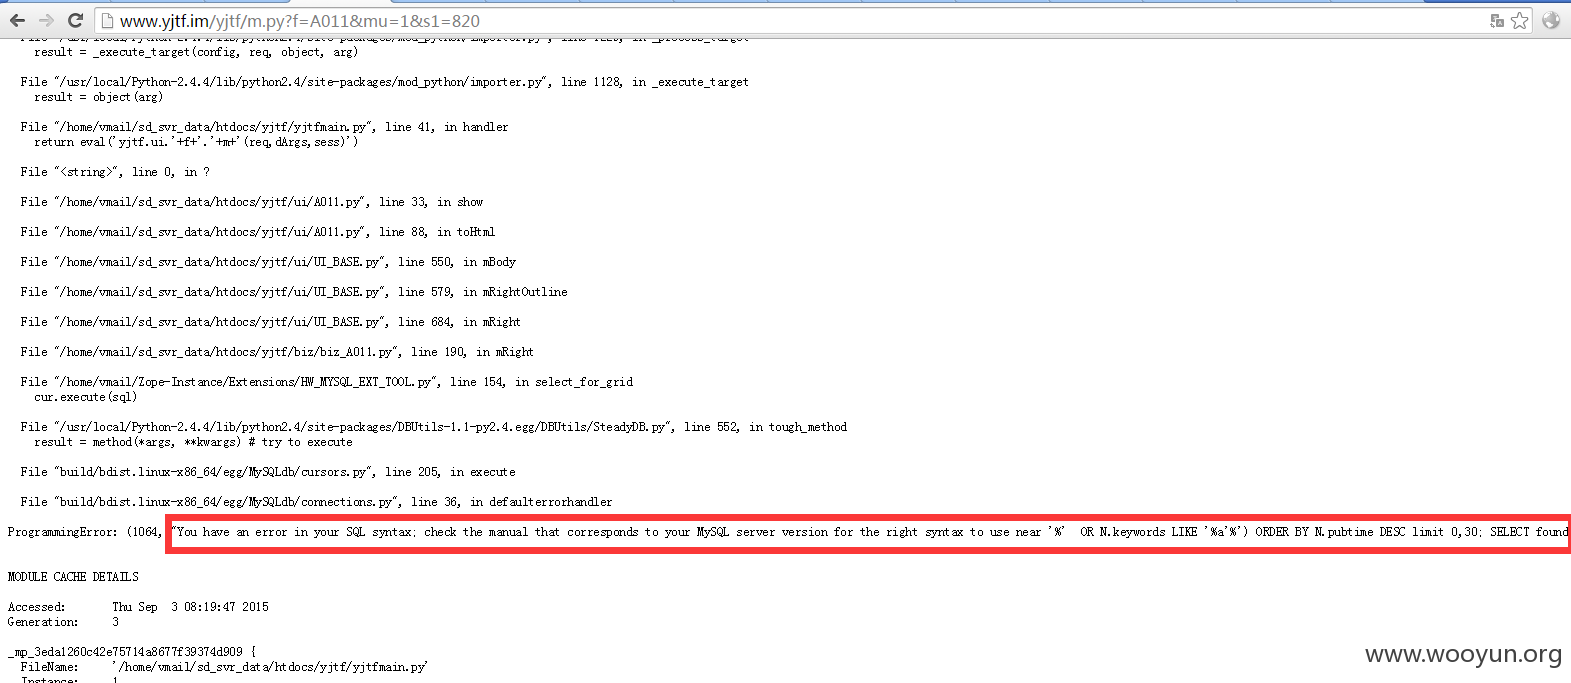 www.yjtf.im/yjtf/m.py?f=A011&mu=1&s1=820
result = _execute_target(config, req, object, arg)
File "/usr/local/Python-2.4.4/lib/python2.4/site-packages/mod_python/importer.py", line 1128, in _execute_target
result = object(arg)
File "/home/vmail/sd_svr_data/htdocs/yjtf/yjtfmain.py", line 41, in handler
return eval('yjtf.ui.'+f+'.'+m+'(req,dArgs,sess)')
File "<string>", line 0, in ?
File "/home/vmail/sd_svr_data/htdocs/yjtf/ui/A011.py", line 33, in show
File "/home/vmail/sd_svr_data/htdocs/yjtf/ui/A011.py", line 88, in toHtml
File "/home/vmail/sd_svr_data/htdocs/yjtf/ui/UI_BASE.py", line 550, in mBody
File "/home/vmail/sd_svr_data/htdocs/yjtf/ui/UI_BASE.py", line 579, in mRightOutline
File "/home/vmail/sd_svr_data/htdocs/yjtf/ui/UI_BASE.py", line 684, in mRight
File "/home/vmail/sd_svr_data/htdocs/yjtf/biz/biz_A011.py", line 190, in mRight
File "/home/vmail/Zope-Instance/Extensions/HW_MYSQL_EXT_TOOL.py", line 154, in select_for_grid
cur.execute(sql)
File "/usr/local/Python-2.4.4/lib/python2.4/site-packages/DBUtils-1.1-py2.4.egg/DBUtils/SteadyDB.py", line 552, in tough_method
result = method(*args, **kwargs) # try to execute
File "build/bdist.linux-x86_64/egg/MySQLdb/cursors.py", line 205, in execute
File "build/bdist.linux-x86_64/egg/MySQLdb/connections.py", line 36, in defaulterrorhandler
ProgrammingError: (1064, "You have an error in your SQL syntax; check the manual that corresponds to your MySQL server version for the right syntax to use near '%'  OR N.keywords LIKE '%a'%') ORDER BY N.pubtime DESC limit 0,30; SELECT found
MODULE CACHE DETAILS
Accessed: Thu Sep  3 08:19:47 2015
Generation: 3
_mp_3eda1260c42e75714a8677f39374d909 {
FileName: '/home/vmail/sd_svr_data/htdocs/yjtf/yjtfmain.py'
Instance: 1
www.wooyun.org